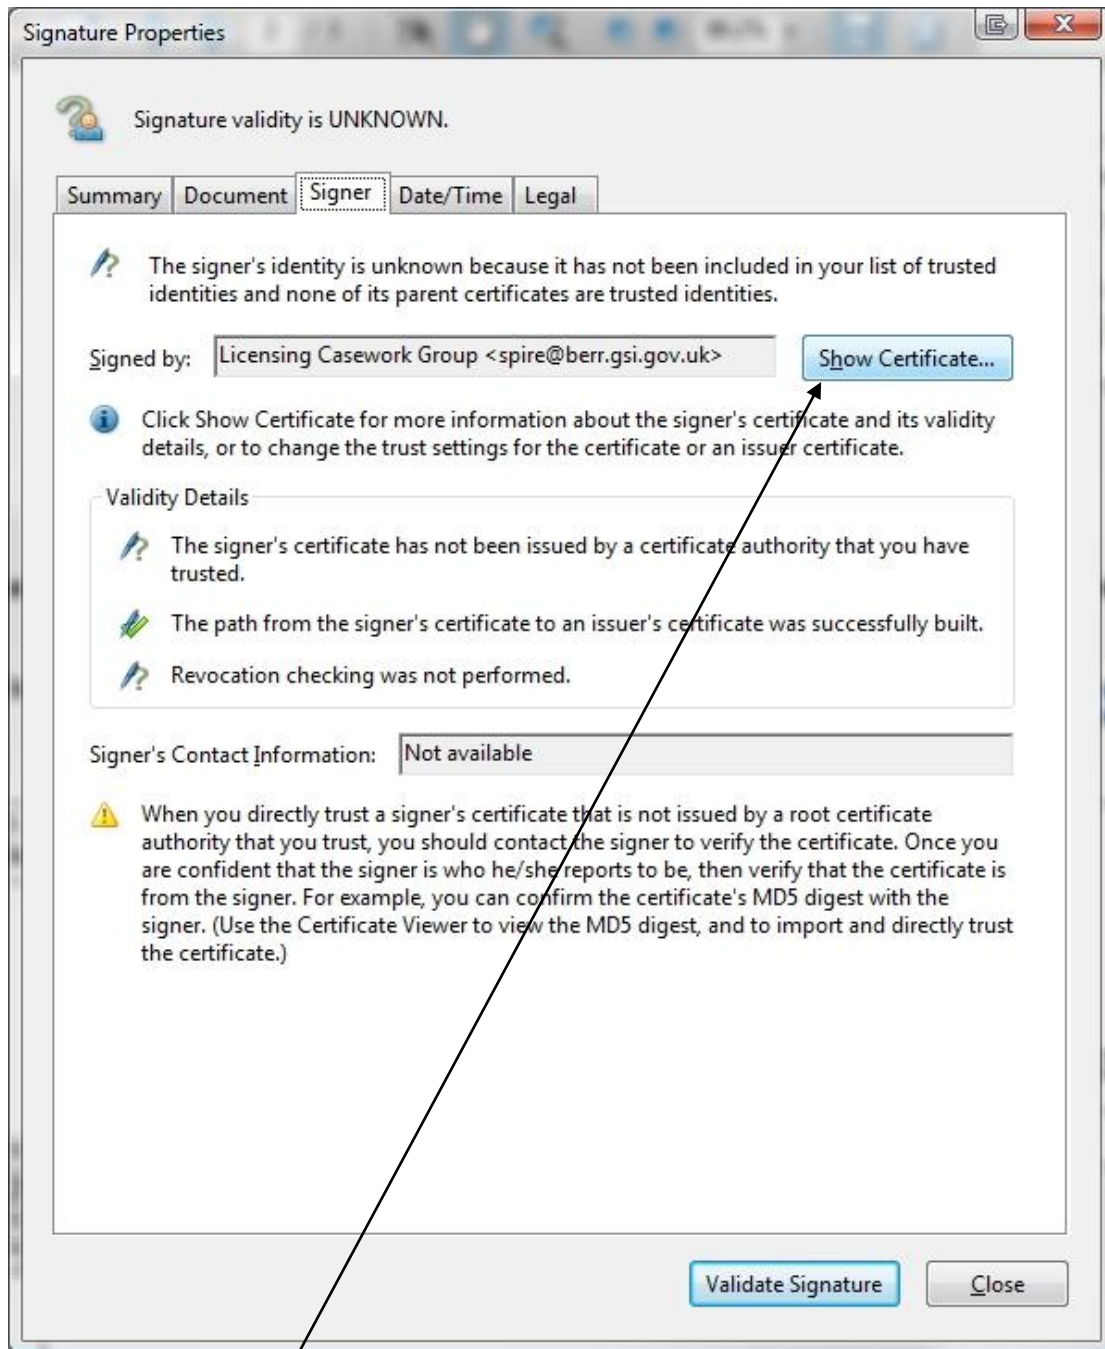 Signature Properties
Signature validity is UNKNOWN.
Summary Document Signer Date/Time Legal
The signer's identity is unknown because it has not been included in your list of trusted
identities and none of its parent certificates are trusted identities.
Signed by: Licensing Casework Group <spire@berr.gsi.gov.uk> Show Certificate...
Click Show Certificate for more information about the signer's certificate and its validity
details, or to change the trust settings for the certificate or an issuer certificate.
Validity Details
The signer's certificate has not been issued by a certificate authority that you have
trusted.
The path from the signer's certificate to an issuer's certificate was successfully built.
Revocation checking was not performed.
Signer's Contact Information: Not available
When you directly trust a signer's certificate that is not issued by a root certificate
authority that you trust, you should contact the signer to verify the certificate. Once you
are confident that the signer is who he/she reports to be, then verify that the certificate is
from the signer. For example, you can confirm the certificate's MD5 digest with the
signer. (Use the Certificate Viewer to view the MD5 digest, and to import and directly trust
the certificate.)
Validate Signature Close